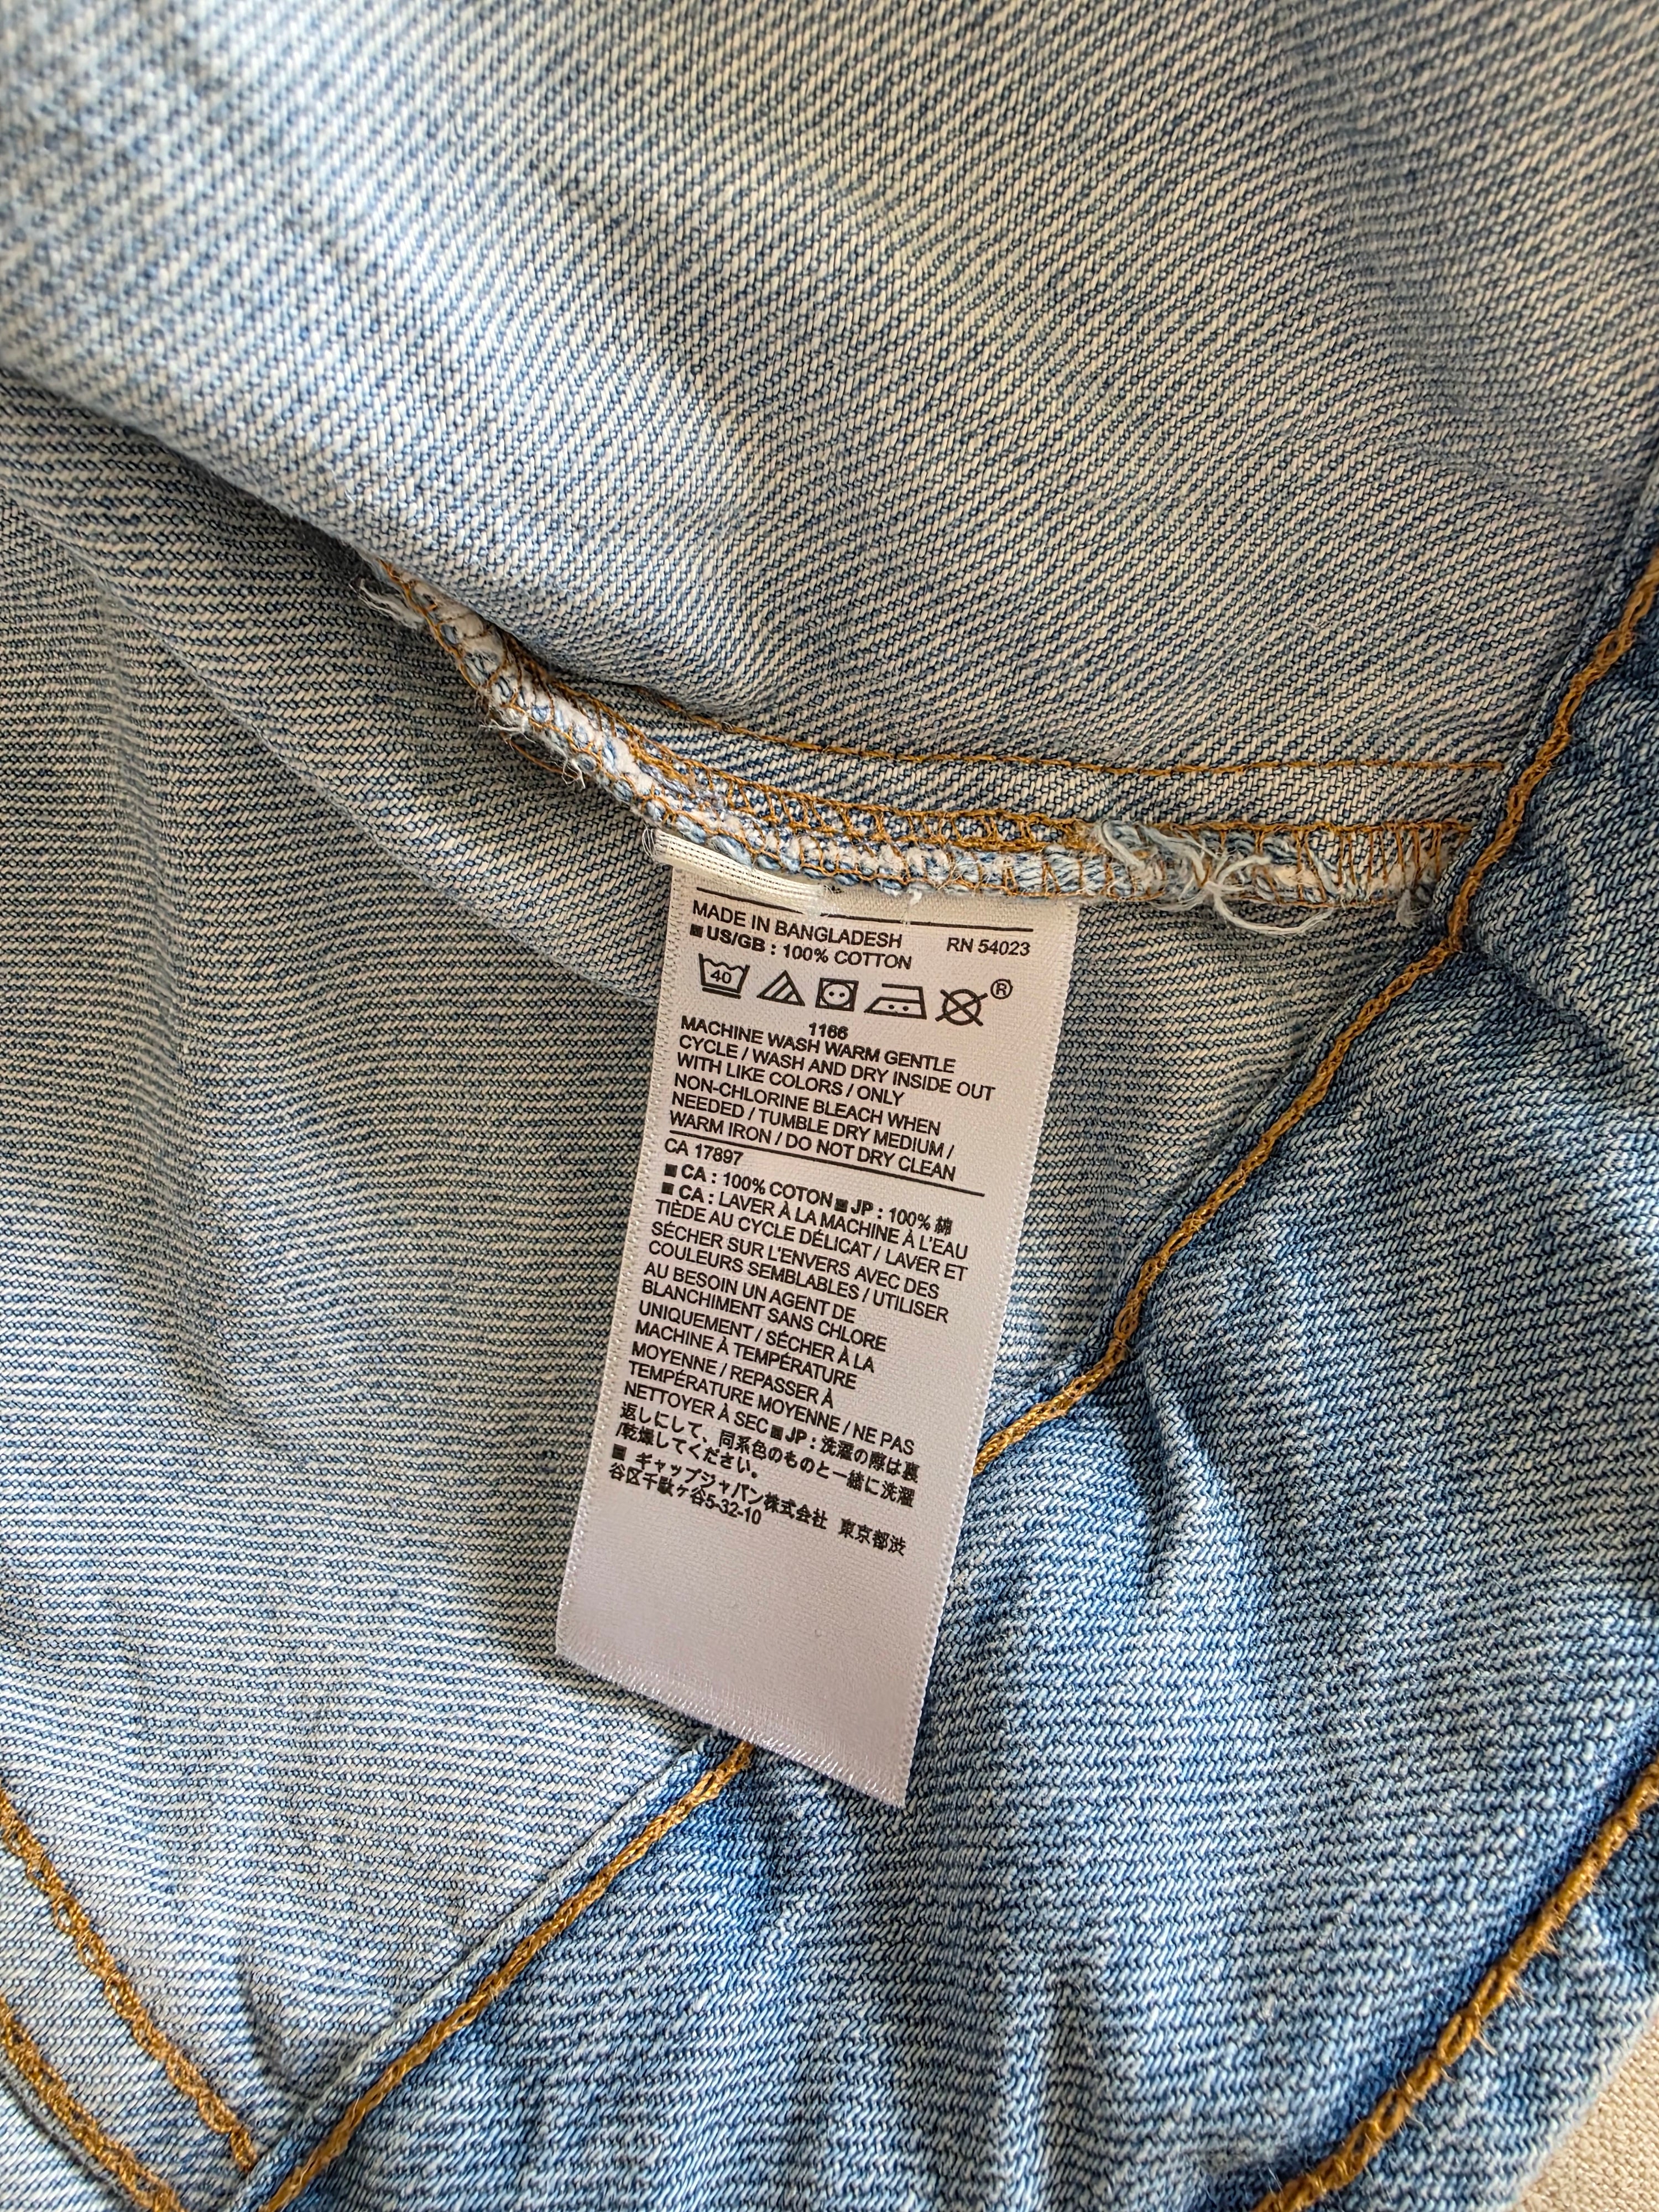 MADE IN BANGLADESH RN 54023
■ US/GB : 100% COTTON
40
®
1166
MACHINE WASH WARM GENTLE
CYCLE / WASH AND DRY INSIDE OUT
WITH LIKE COLORS / ONLY
NON-CHLORINE BLEACH WHEN
NEEDED / TUMBLE DRY MEDIUM /
WARM IRON / DO NOT DRY CLEAN
CA 17897
■ CA : 100% COTON ■ JP : 100% 綿
■ CA : LAVER À LA MACHINE À L'EAU
TIÈDE AU CYCLE DÉLICAT / LAVER ET
SÉCHER SUR L'ENVERS AVEC DES
COULEURS SEMBLABLES / UTILISER
AU BESOIN UN AGENT DE
BLANCHIMENT SANS CHLORE
UNIQUEMENT / SÉCHER À LA
MACHINE À TEMPÉRATURE
MOYENNE / REPASSER À
TEMPÉRATURE MOYENNE / NE PAS
NETTOYER À SEC ■ JP : 洗濯の際は裏
返しにして、同系色のものと一緒に洗濯
/乾燥してください。
■ ギャップジャパン株式会社 東京都渋
谷区千駄ヶ谷5-32-10